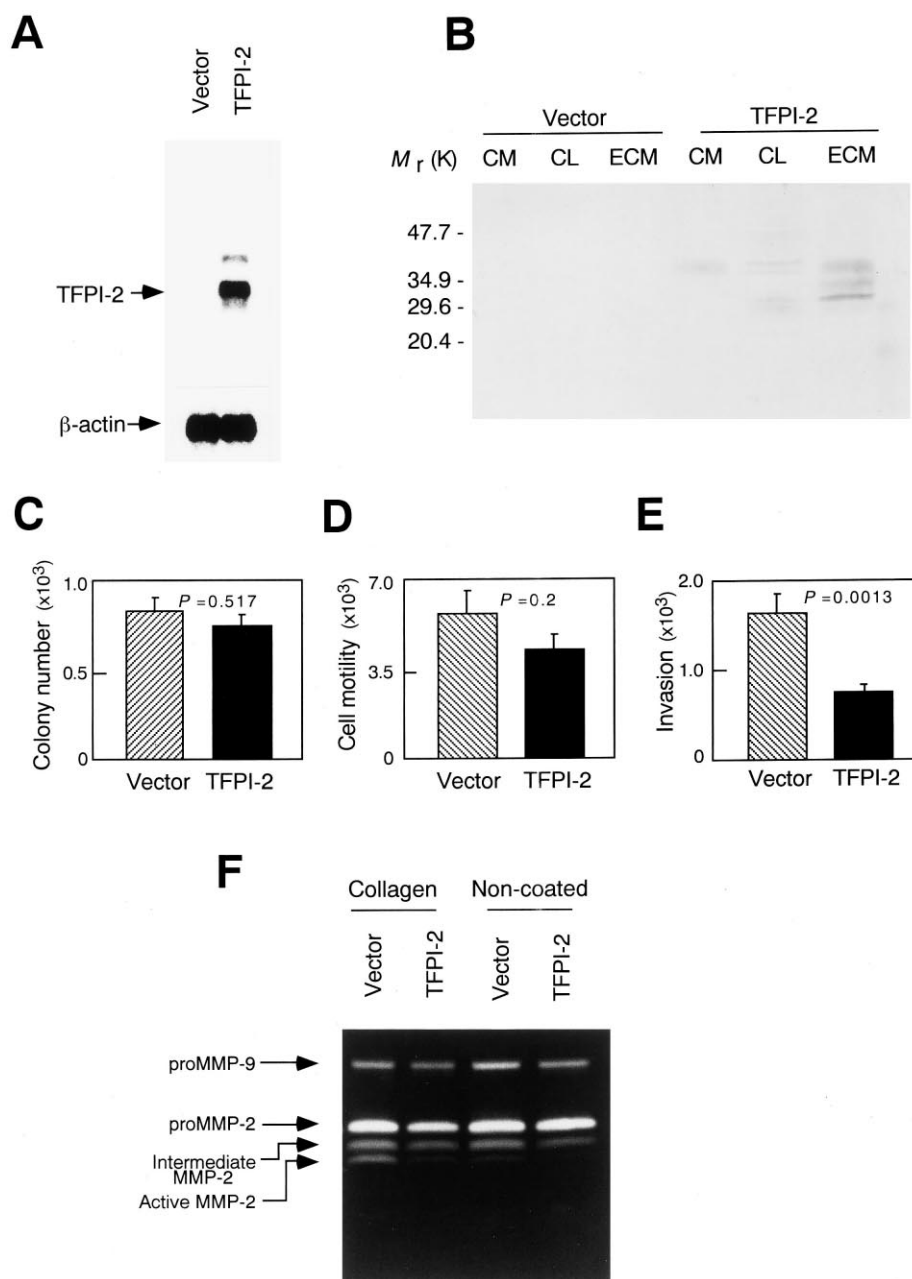 A
Vector
TFPI-2
TFPI-2
β-actin
B
Vector TFPI-2
M r (K) CM CL ECM CM CL ECM
47.7 -
34.9 -
29.6 -
20.4 -
C
Colony number (x10³)
1.0
0.5
0
P =0.517
Vector TFPI-2
D
Cell motility (x10³)
7.0
3.5
0
P =0.2
Vector TFPI-2
E
Invasion (x10³)
2.0
1.0
0
P =0.0013
Vector TFPI-2
F
Collagen Non-coated
Vector
TFPI-2
Vector
TFPI-2
proMMP-9
proMMP-2
Intermediate
MMP-2
Active MMP-2